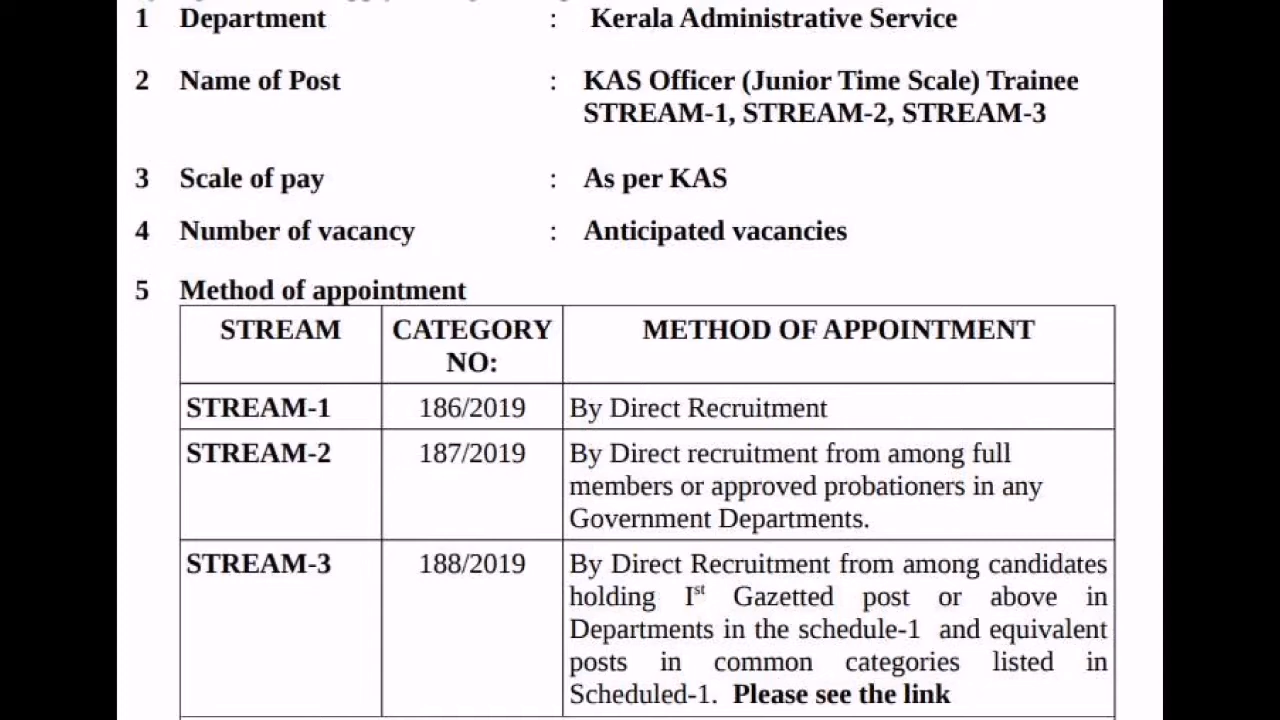 1 Department : Kerala Administrative Service
2 Name of Post : KAS Officer (Junior Time Scale) Trainee
STREAM-1, STREAM-2, STREAM-3
3 Scale of pay : As per KAS
4 Number of vacancy : Anticipated vacancies
5 Method of appointment
STREAM CATEGORY NO: METHOD OF APPOINTMENT
STREAM-1 186/2019 By Direct Recruitment
STREAM-2 187/2019 By Direct recruitment from among full
members or approved probationers in any
Government Departments.
STREAM-3 188/2019 By Direct Recruitment from among candidates
holding Ist Gazetted post or above in
Departments in the schedule-1 and equivalent
posts in common categories listed in
Scheduled-1. Please see the link